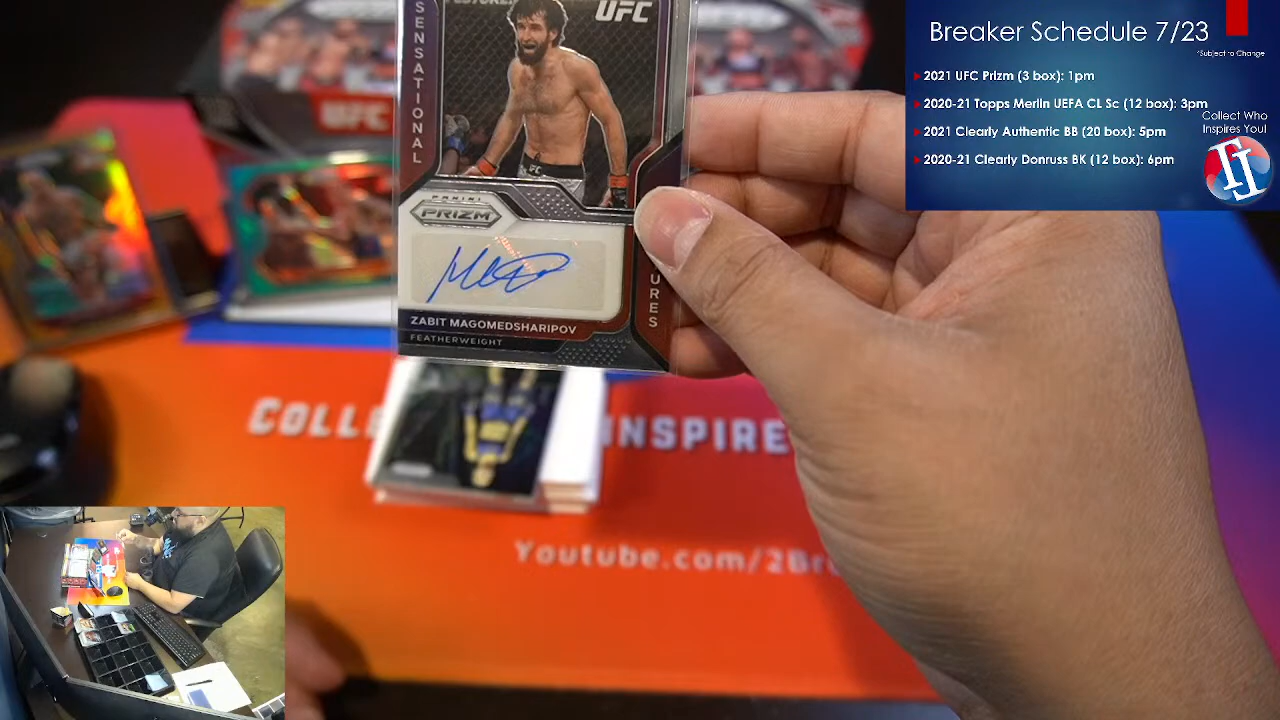 SENSATIONAL
UFC
PANINI
PRIZM
URES
ZABIT MAGOMEDSHARIPOV
FEATHERWEIGHT
UFC
Breaker Schedule 7/23
*Subject to Change
2021 UFC Prizm (3 box): 1pm
2020-21 Topps Merlin UEFA CL Sc (12 box): 3pm
2021 Clearly Authentic BB (20 box): 5pm
2020-21 Clearly Donruss BK (12 box): 6pm
Collect Who
Inspires You!
COLLE INSPIRE
Youtube.com/2Br